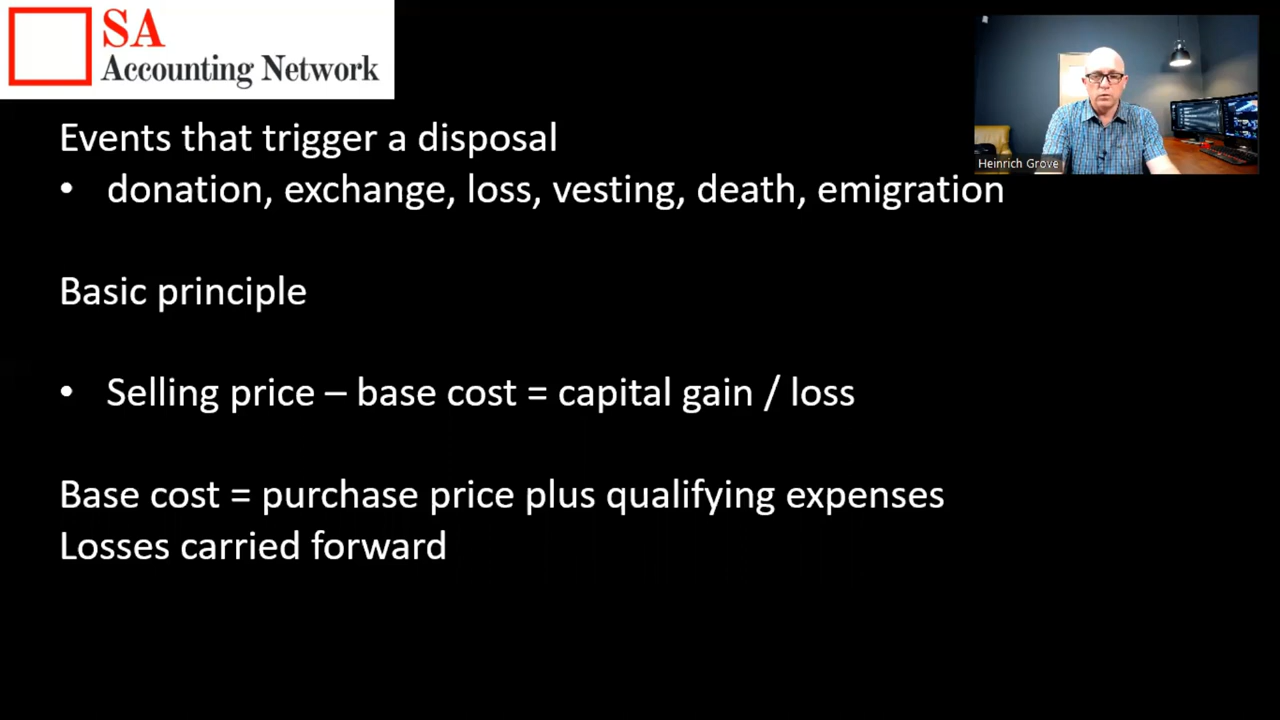 SA
Accounting Network
Heinrich Grove
Events that trigger a disposal
• donation, exchange, loss, vesting, death, emigration
Basic principle
• Selling price – base cost = capital gain / loss
Base cost = purchase price plus qualifying expenses
Losses carried forward